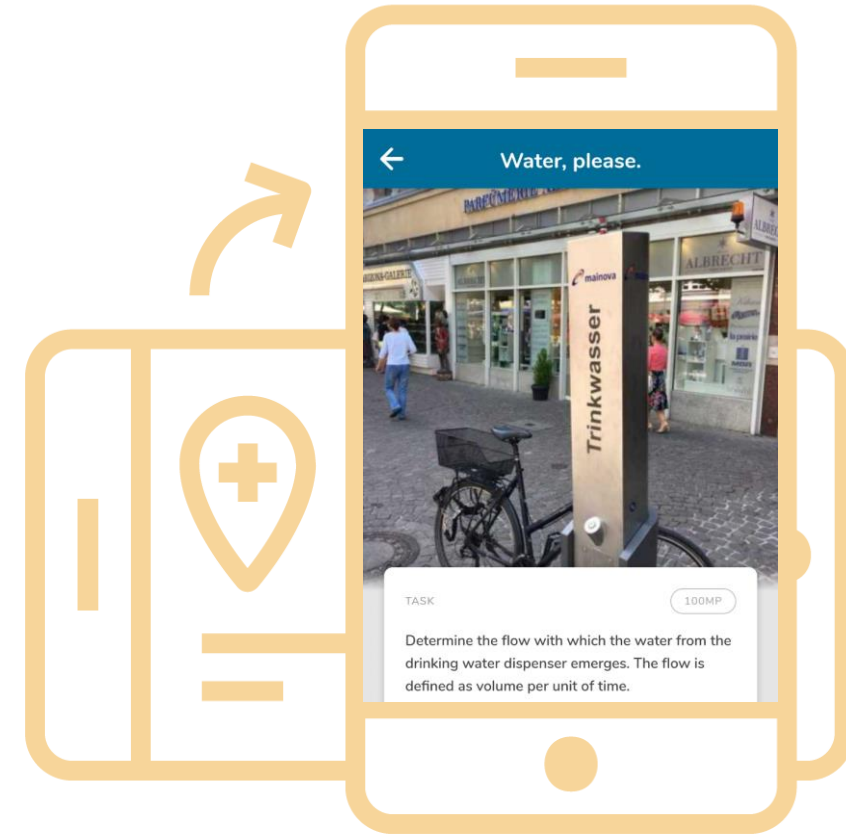 Water, please.
PARFUMERIE
ALBRECHT
mainova
Trinkwasser
TASK
100MP
Determine the flow with which the water from the
drinking water dispenser emerges. The flow is
defined as volume per unit of time.